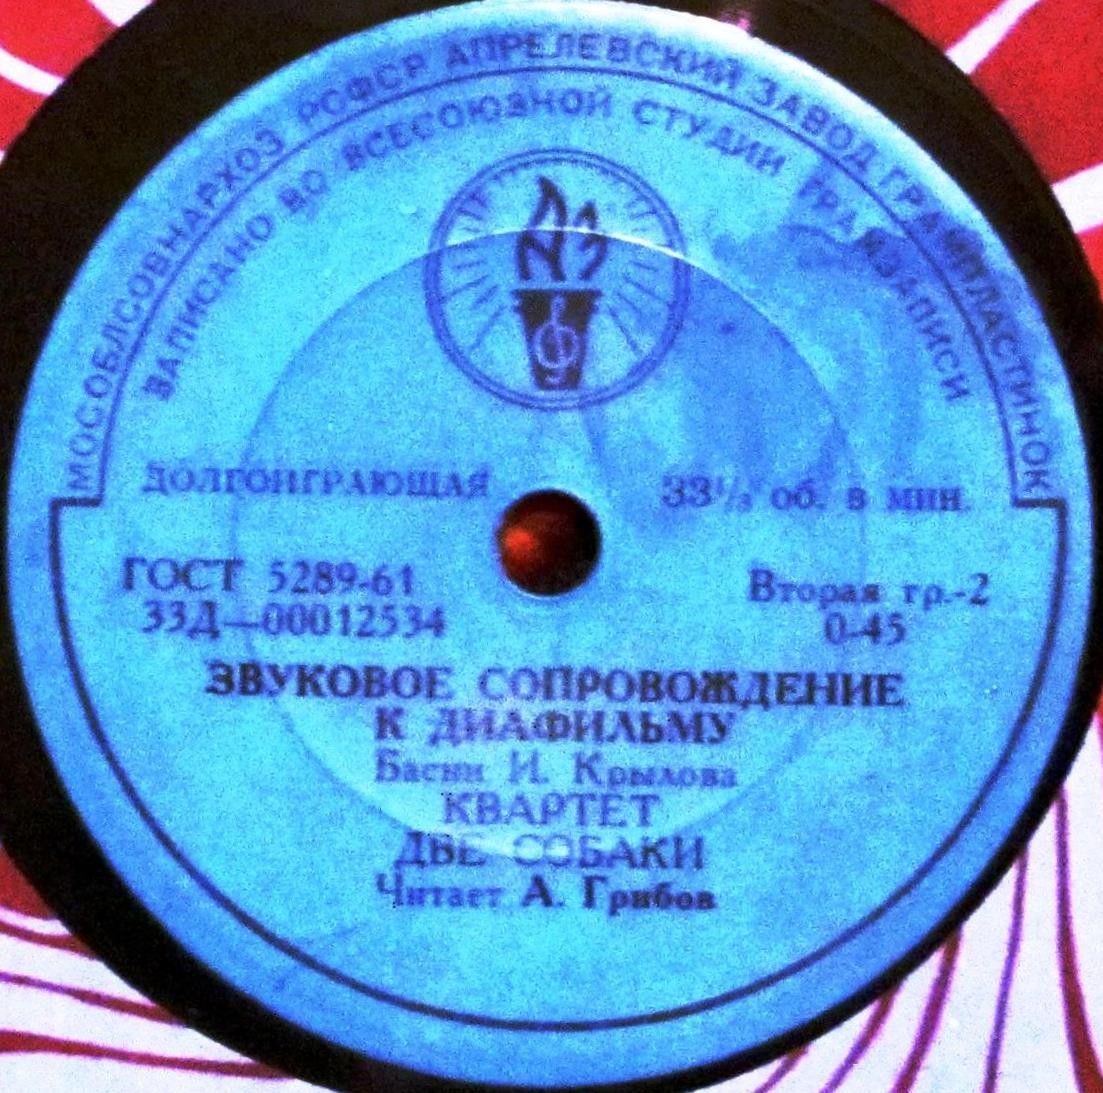 МОСОБЛСОВНАРХОЗ РСФСР АПРЕЛЕВСКИЙ ЗАВОД ГРАМПЛАСТИНОК
ЗАПИСАНО ВО ВСЕСОЮЗНОЙ СТУДИИ ГРАМЗАПИСИ
ДОЛГОИГРАЮЩАЯ 33⅓ об. в мин.
ГОСТ 5289-61 Вторая гр.-2
33Д—00012534 0-45
ЗВУКОВОЕ СОПРОВОЖДЕНИЕ
К ДИАФИЛЬМУ
Басни И. Крылова
КВАРТЕТ
ДВЕ СОБАКИ
Читает А. Грибов